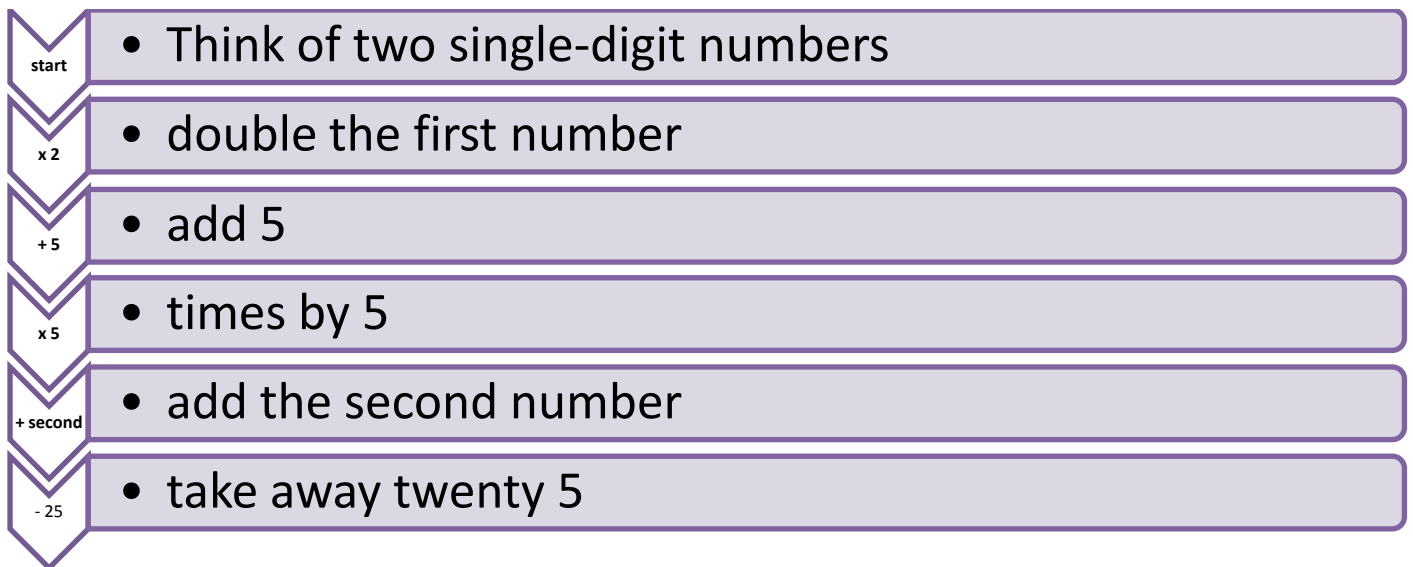 start
• Think of two single-digit numbers
x 2
• double the first number
+ 5
• add 5
x 5
• times by 5
+ second
• add the second number
- 25
• take away twenty 5